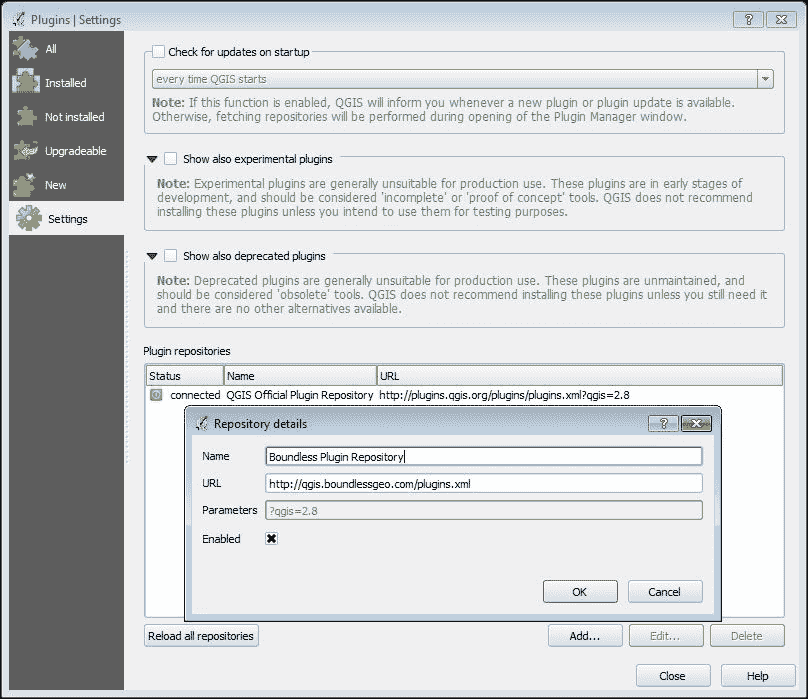 Plugins | Settings
All
Installed
Not installed
Upgradeable
New
Settings
Check for updates on startup
every time QGIS starts
Note: If this function is enabled, QGIS will inform you whenever a new plugin or plugin update is available.
Otherwise, fetching repositories will be performed during opening of the Plugin Manager window.
Show also experimental plugins
Note: Experimental plugins are generally unsuitable for production use. These plugins are in early stages of
development, and should be considered 'incomplete' or 'proof of concept' tools. QGIS does not recommend
installing these plugins unless you intend to use them for testing purposes.
Show also deprecated plugins
Note: Deprecated plugins are generally unsuitable for production use. These plugins are unmaintained, and
should be considered 'obsolete' tools. QGIS does not recommend installing these plugins unless you still need it
and there are no other alternatives available.
Plugin repositories
Status Name URL
connected QGIS Official Plugin Repository http://plugins.qgis.org/plugins/plugins.xml?qgis=2.8
Repository details
Name Boundless Plugin Repository
URL http://qgis.boundlessgeo.com/plugins.xml
Parameters ?qgis=2.8
Enabled
OK Cancel
Reload all repositories Add... Edit... Delete
Close Help